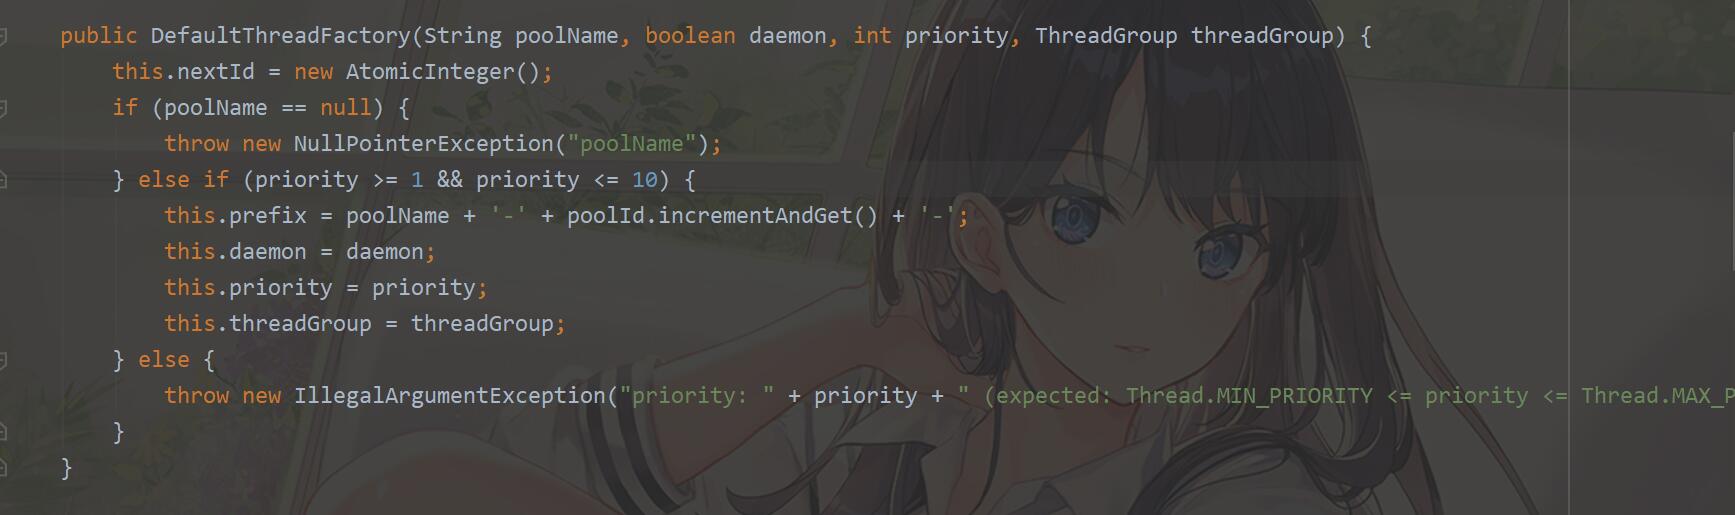 public DefaultThreadFactory(String poolName, boolean daemon, int priority, ThreadGroup threadGroup) {
    this.nextId = new AtomicInteger();
    if (poolName == null) {
        throw new NullPointerException("poolName");
    } else if (priority >= 1 && priority <= 10) {
        this.prefix = poolName + '-' + poolId.incrementAndGet() + '-';
        this.daemon = daemon;
        this.priority = priority;
        this.threadGroup = threadGroup;
    } else {
        throw new IllegalArgumentException("priority: " + priority + " (expected: Thread.MIN_PRIORITY <= priority <= Thread.MAX_P
    }
}